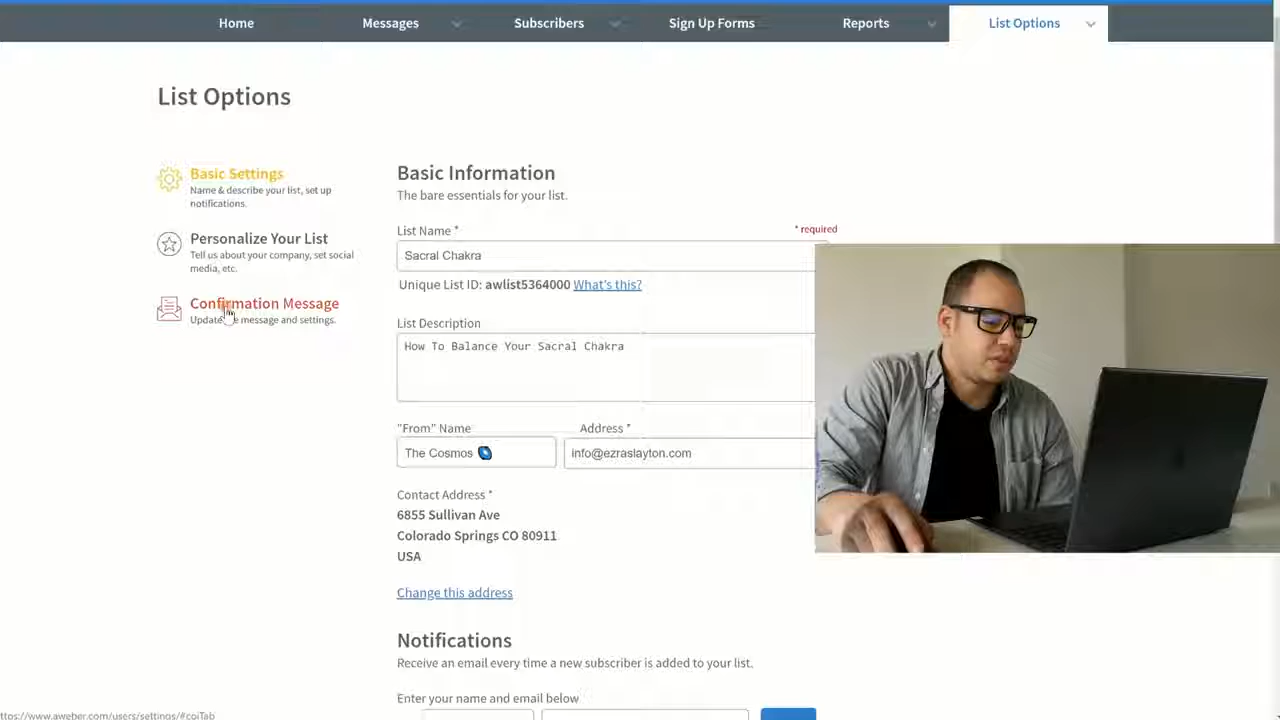 Home Messages Subscribers Sign Up Forms Reports List Options
List Options
Basic Settings
Name & describe your list, set up
notifications.
Personalize Your List
Tell us about your company, set social
media, etc.
Confirmation Message
Update message and settings.
Basic Information
The bare essentials for your list.
List Name * * required
Sacral Chakra
Unique List ID: awlist5364000 What's this?
List Description
How To Balance Your Sacral Chakra
"From" Name Address *
The Cosmos info@ezraslayton.com
Contact Address *
6855 Sullivan Ave
Colorado Springs CO 80911
USA
Change this address
Notifications
Receive an email every time a new subscriber is added to your list.
Enter your name and email below
ttps://www.aweber.com/users/settings/#coiTab